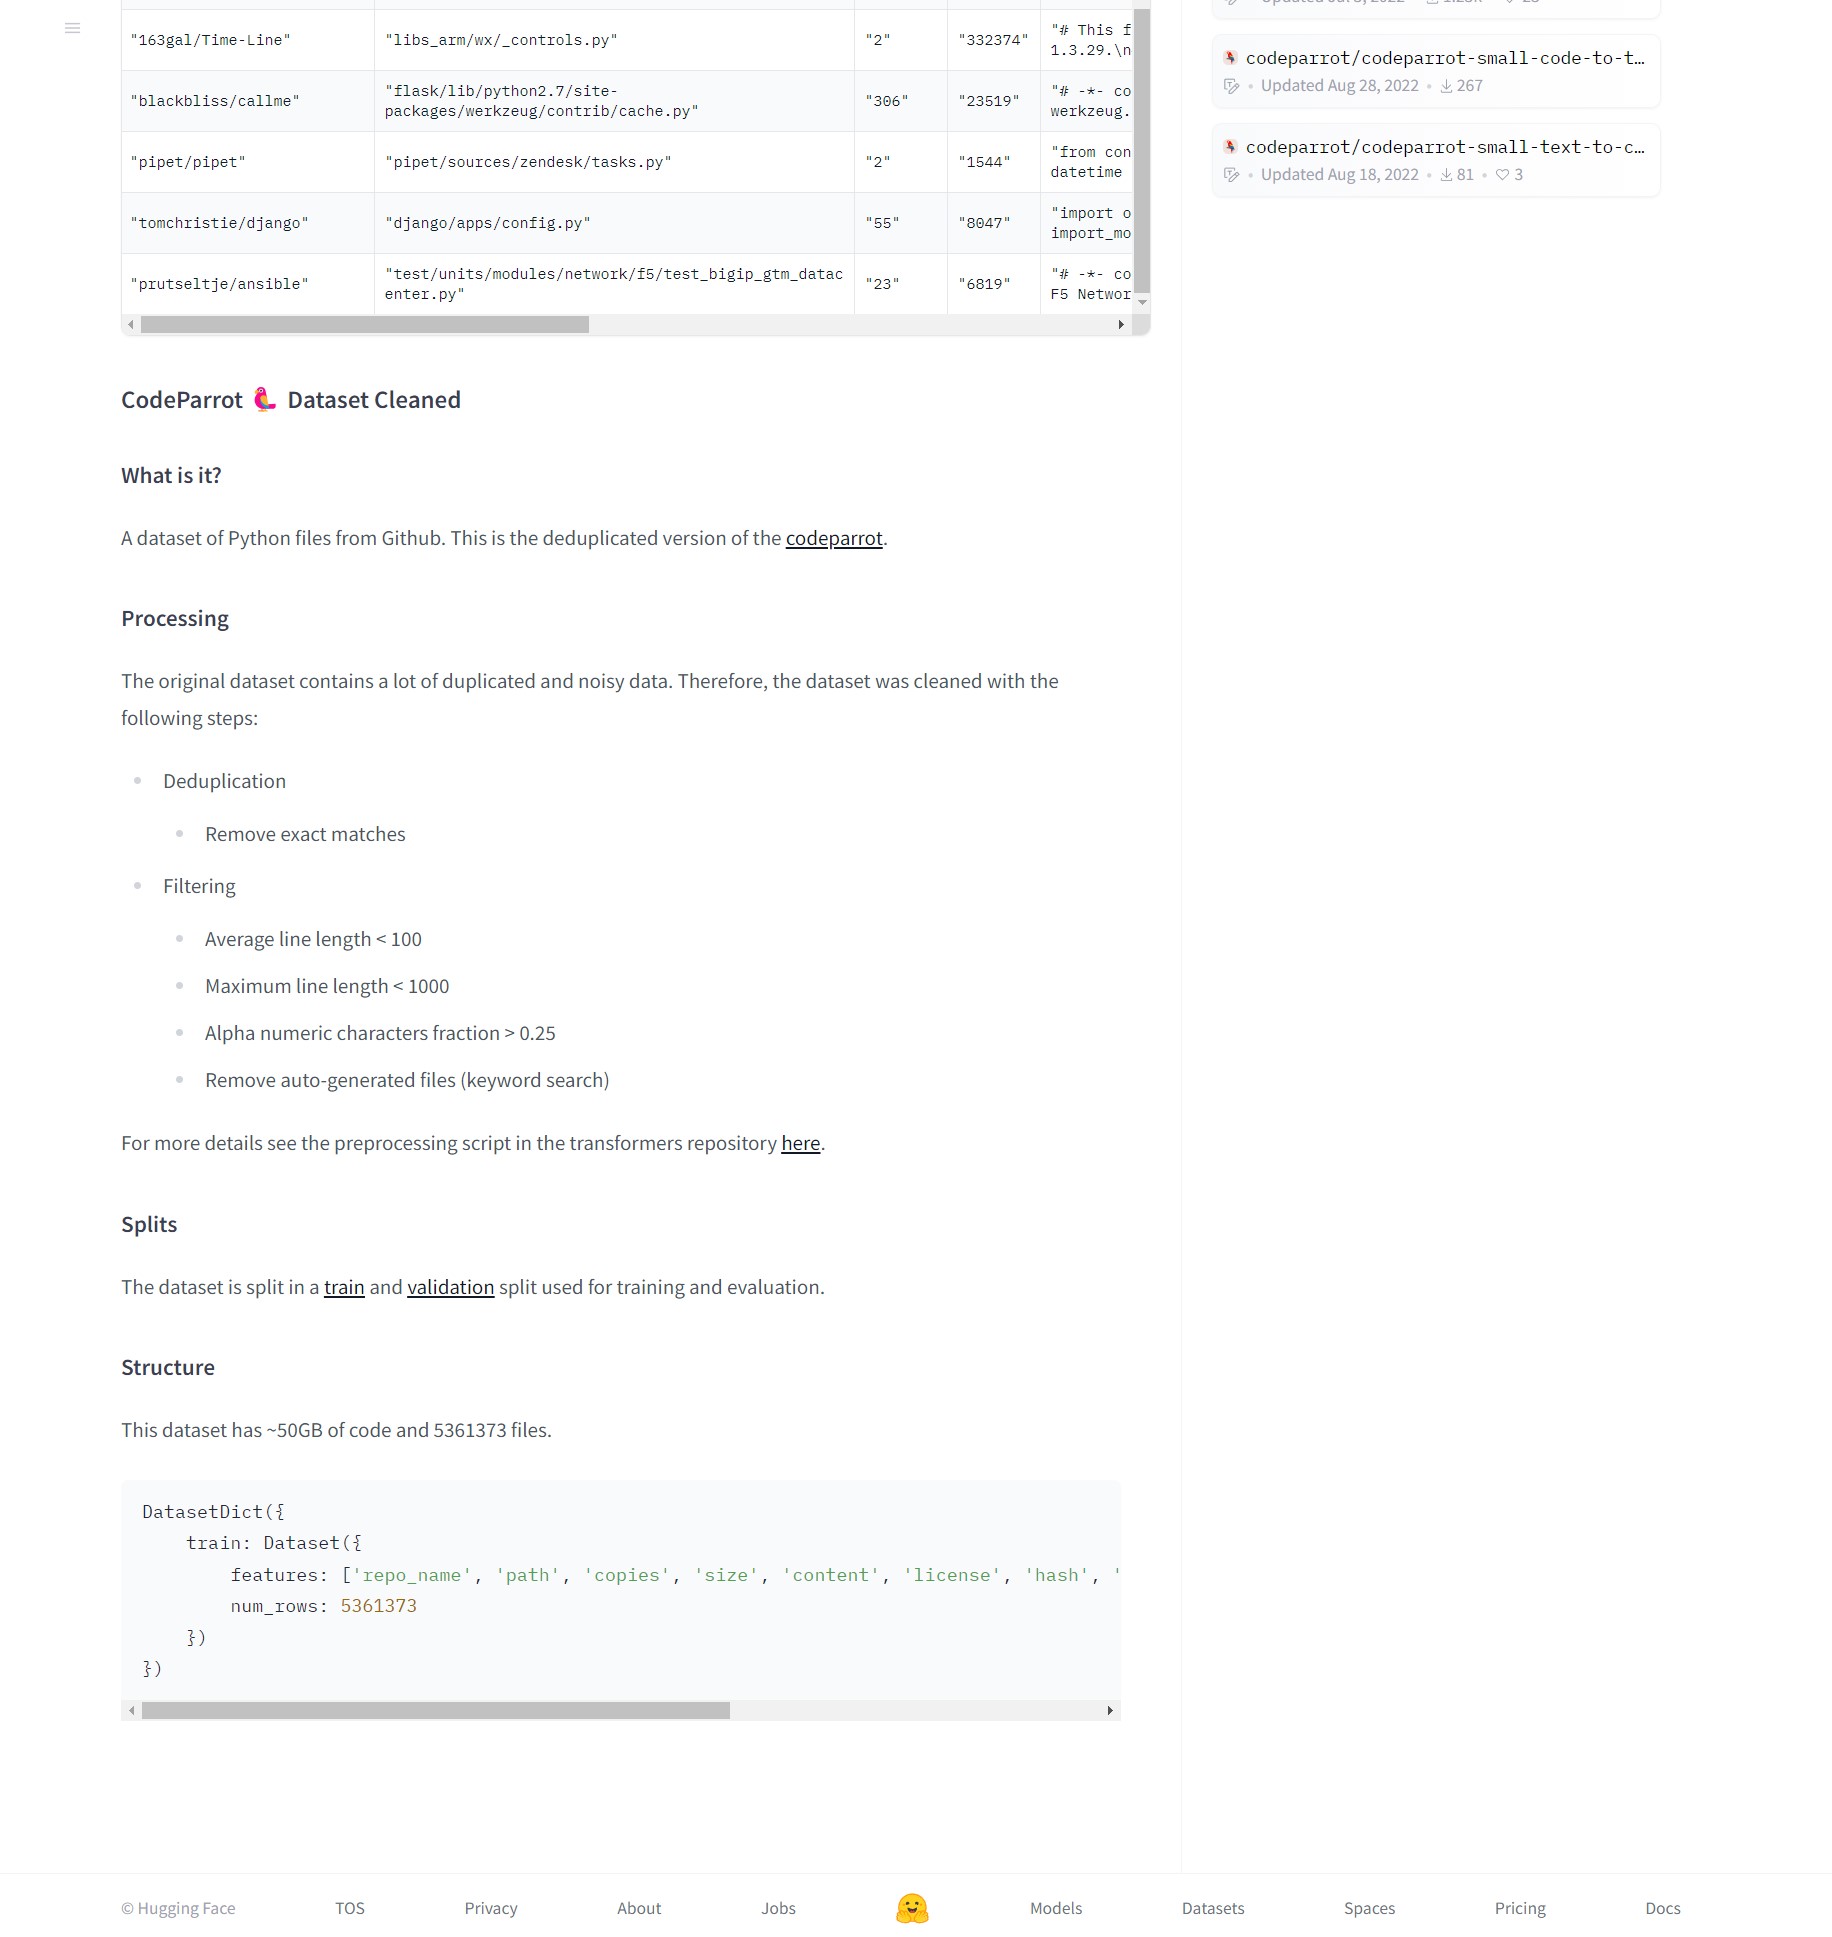 "163gal/Time-Line" "libs_arm/wx/_controls.py" "2" "332374" "# This f
1.3.29.\n
"blackbliss/callme" "flask/lib/python2.7/site-
packages/werkzeug/contrib/cache.py" "306" "23519" "# -*- co
werkzeug.
"pipet/pipet" "pipet/sources/zendesk/tasks.py" "2" "1544" "from con
datetime
"tomchristie/django" "django/apps/config.py" "55" "8047" "import o
import_mo
"prutseltje/ansible" "test/units/modules/network/f5/test_bigip_gtm_datac
enter.py" "23" "6819" "# -*- co
F5 Networ
CodeParrot 🦜 Dataset Cleaned
What is it?
A dataset of Python files from Github. This is the deduplicated version of the codeparrot.
Processing
The original dataset contains a lot of duplicated and noisy data. Therefore, the dataset was cleaned with the
following steps:
Deduplication
Remove exact matches
Filtering
Average line length < 100
Maximum line length < 1000
Alpha numeric characters fraction > 0.25
Remove auto-generated files (keyword search)
For more details see the preprocessing script in the transformers repository here.
Splits
The dataset is split in a train and validation split used for training and evaluation.
Structure
This dataset has ~50GB of code and 5361373 files.
DatasetDict({
    train: Dataset({
        features: ['repo_name', 'path', 'copies', 'size', 'content', 'license', 'hash', '
        num_rows: 5361373
    })
})
codeparrot/codeparrot-small-code-to-t…
• Updated Aug 28, 2022 • 267
codeparrot/codeparrot-small-text-to-c…
• Updated Aug 18, 2022 • 81 • 3
© Hugging Face TOS Privacy About Jobs Models Datasets Spaces Pricing Docs